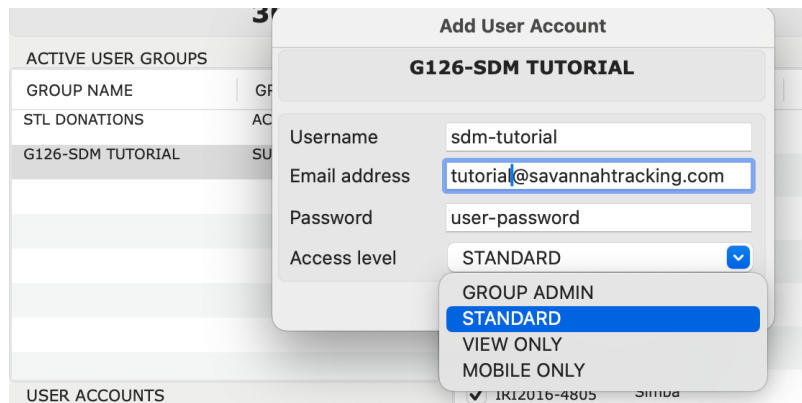 Add User Account
ACTIVE USER GROUPS
G126-SDM TUTORIAL
GROUP NAME
STL DONATIONS
G126-SDM TUTORIAL
Username sdm-tutorial
Email address tutorial@savannahtracking.com
Password user-password
Access level STANDARD
GROUP ADMIN
STANDARD
VIEW ONLY
MOBILE ONLY
USER ACCOUNTS
IRI2016-4805 Simba